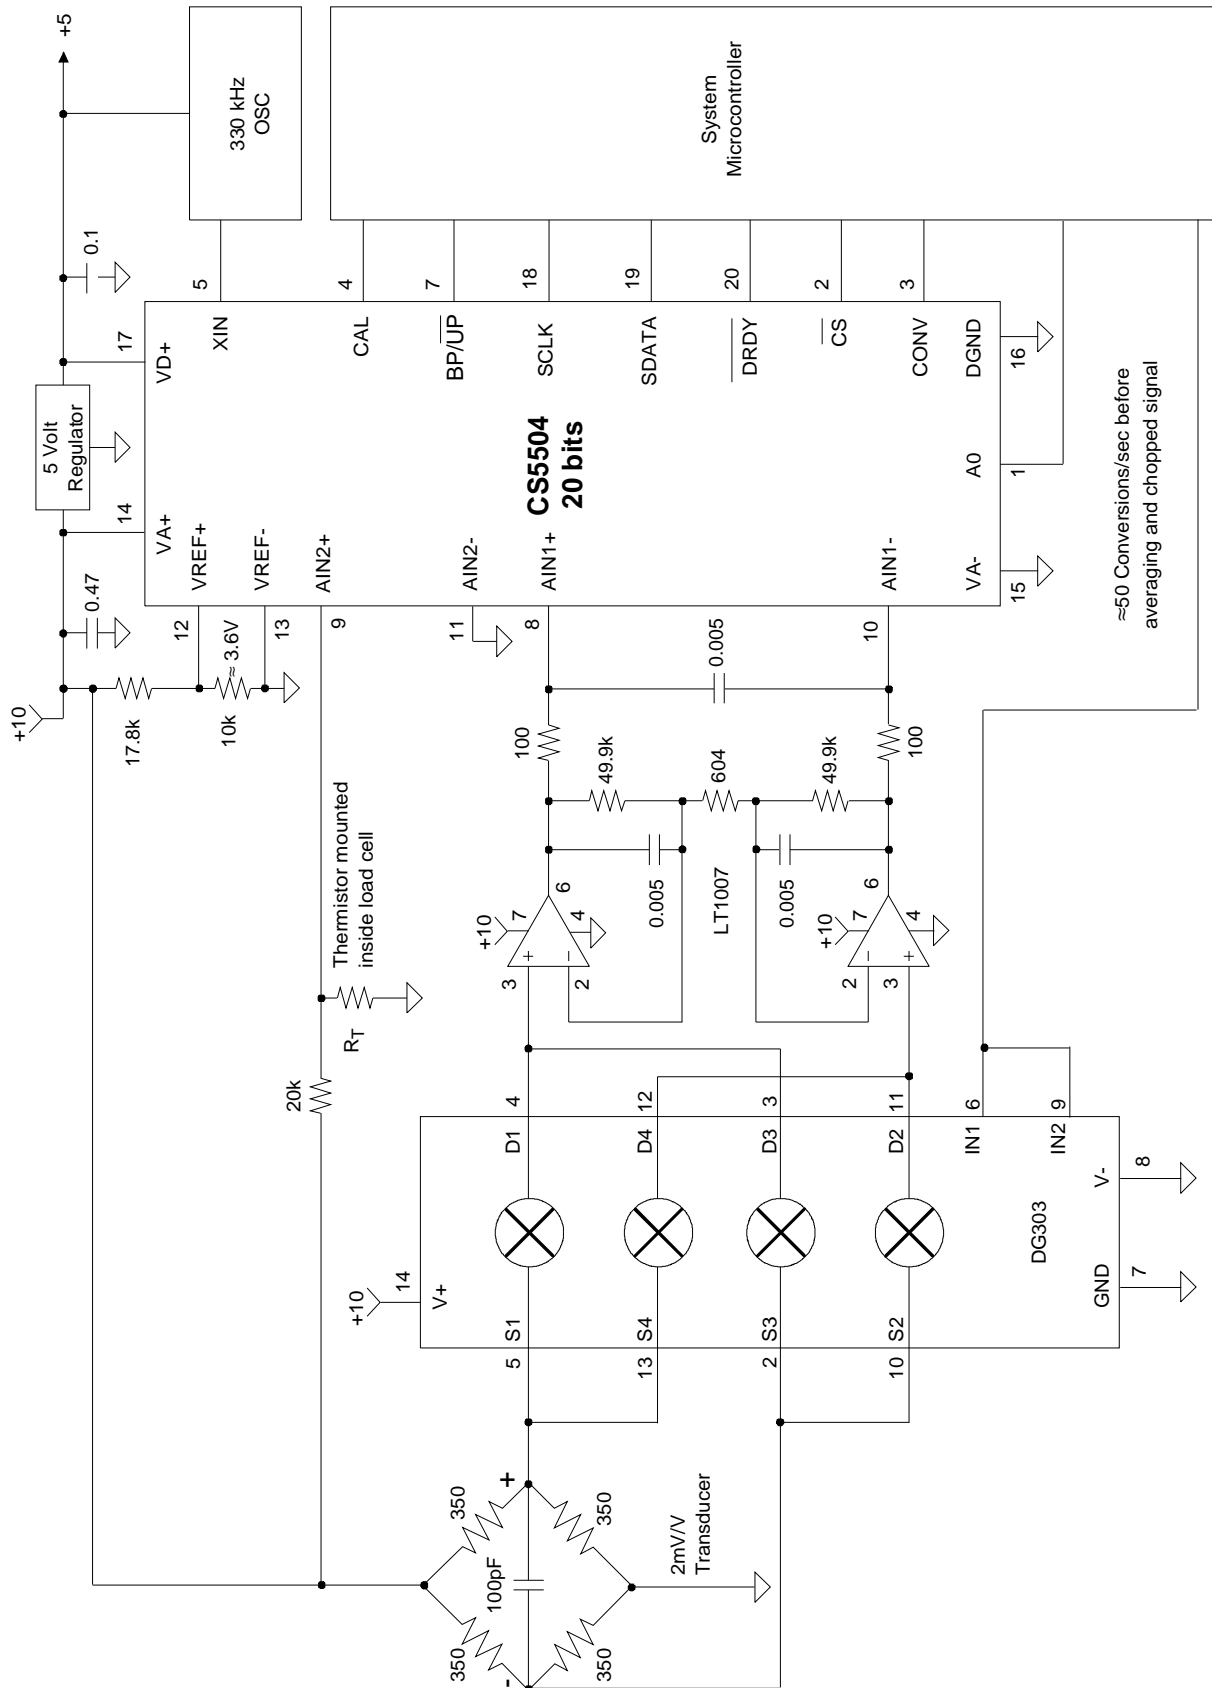 +10
0.47
5 Volt
Regulator
0.1
+5
17.8k
10k
≈ 3.6V
12
13
14
17
VA+
VD+
VREF+
VREF-
330 kHz
OSC
5
XIN
20k
RT
Thermistor mounted
inside load cell
9
AIN2+
11
AIN2-
8
AIN1+
10
AIN1-
CS5504
20 bits
CAL
4
BP/UP
7
SCLK
18
SDATA
19
DRDY
20
CS
2
CONV
3
DGND
16
VA-
15
A0
1
System
Microcontroller
350
350
350
350
100pF
+
-
2mV/V
Transducer
+10
14
V+
5
S1
D1
4
13
S4
D4
12
2
S3
D3
3
10
S2
D2
11
IN1
6
IN2
9
GND
7
V-
8
DG303
3
+
2
−
+10
7
4
6
0.005
49.9k
100
604
LT1007
0.005
49.9k
100
0.005
2
−
3
+
+10
7
4
6
≈50 Conversions/sec before
averaging and chopped signal